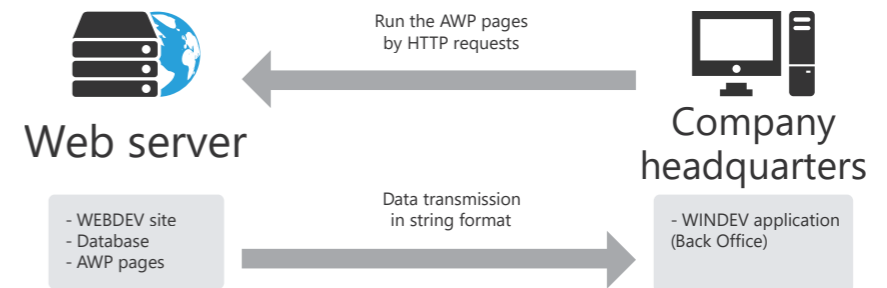 Run the AWP pages
by HTTP requests
Web server
Company
headquarters
- WEBDEV site
- Database
- AWP pages
Data transmission
in string format
- WINDEV application
(Back Office)